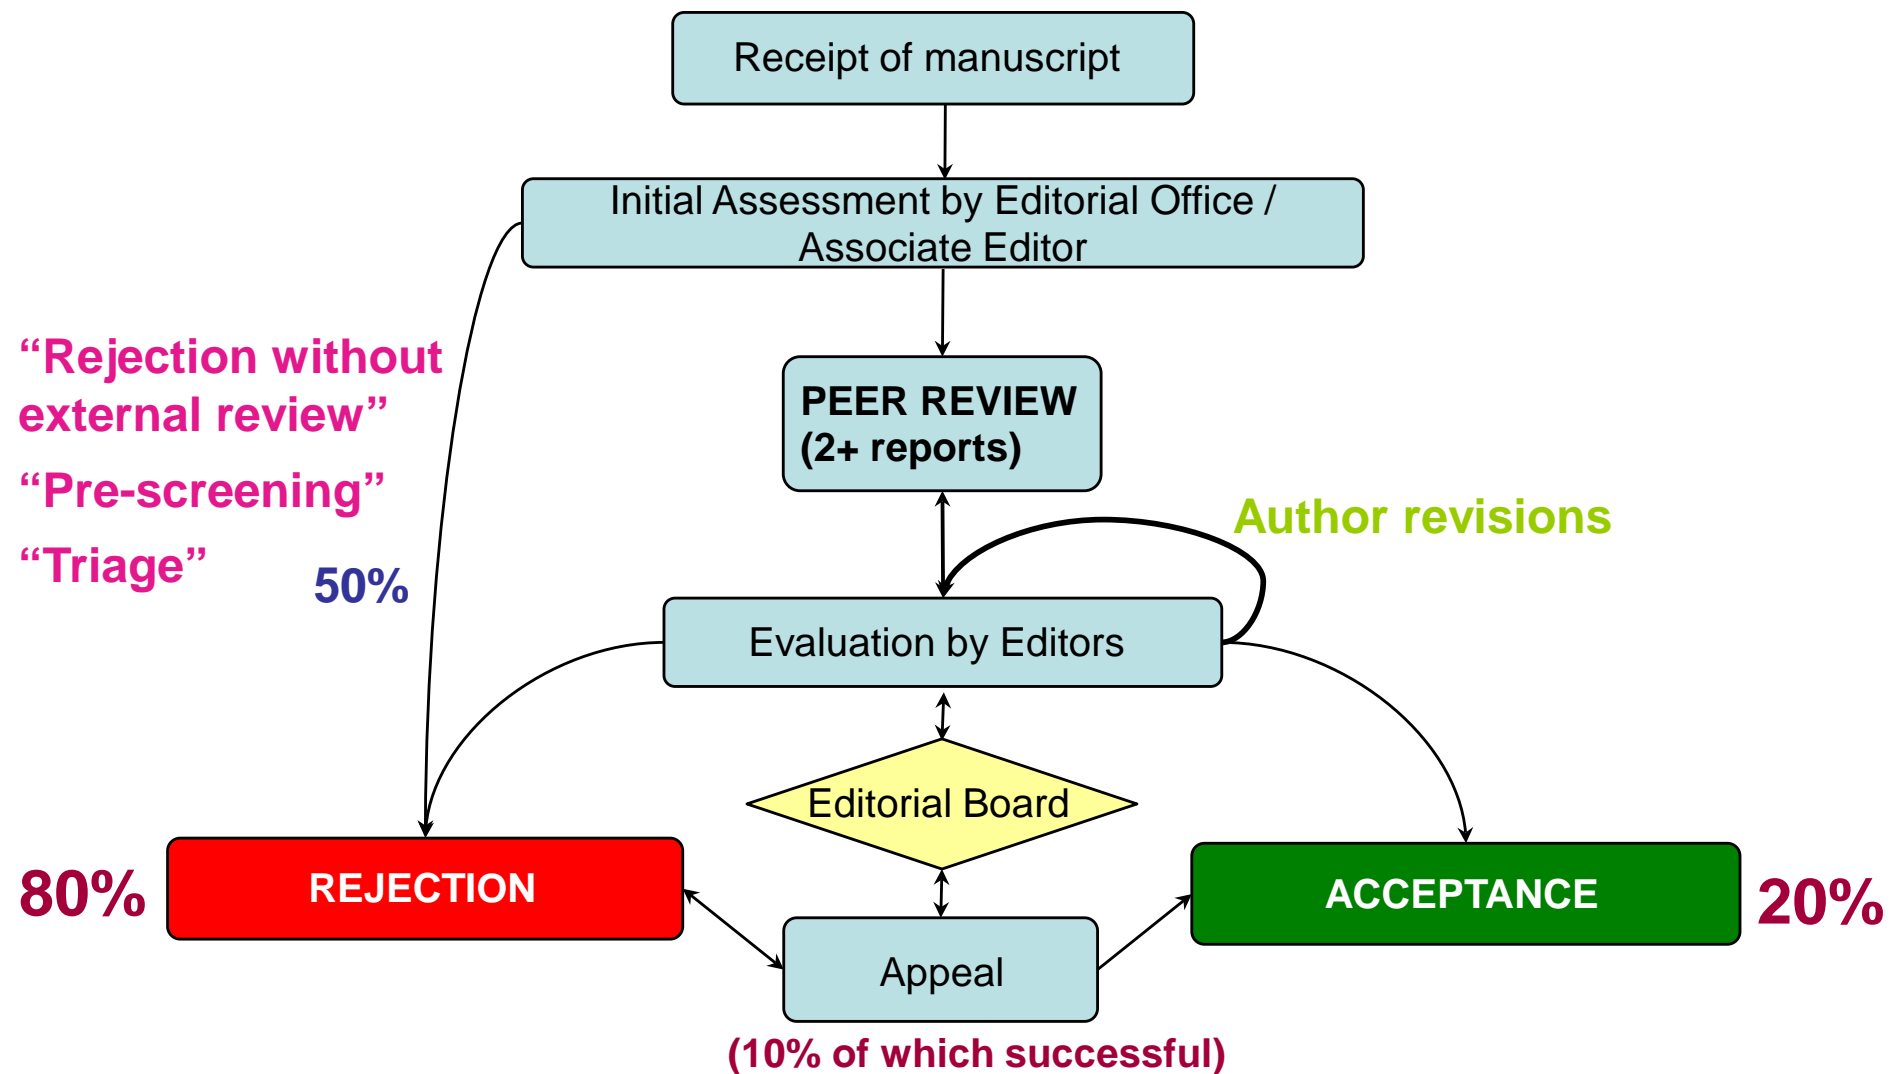 Receipt of manuscript
Initial Assessment by Editorial Office /
Associate Editor
“Rejection without
external review”
“Pre-screening”
“Triage”
50%
PEER REVIEW
(2+ reports)
Author revisions
Evaluation by Editors
Editorial Board
80%
REJECTION
ACCEPTANCE
20%
Appeal
(10% of which successful)